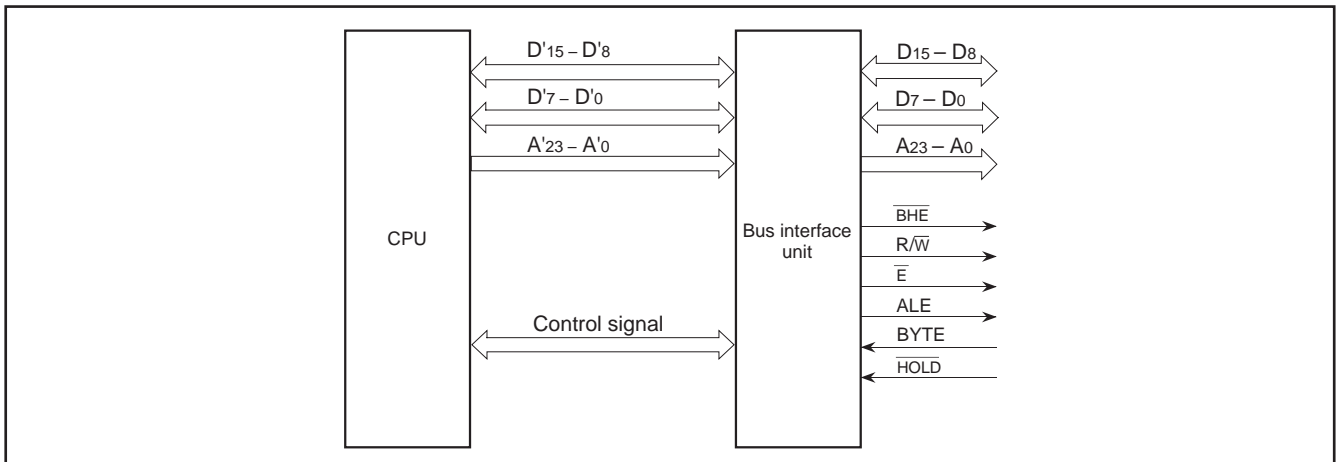 D'15 – D'8
D15 – D8
D'7 – D'0
D7 – D0
A'23 – A'0
A23 – A0
CPU
Bus interface
unit
BHE
R/W
E
ALE
BYTE
HOLD
Control signal